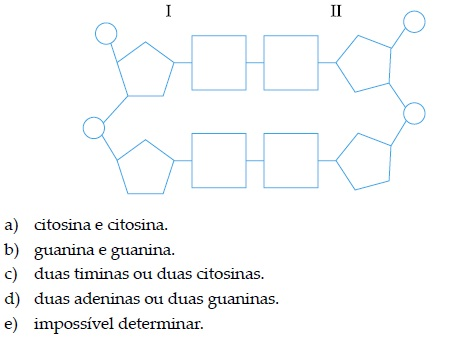 I II
a) citosina e citosina.
b) guanina e guanina.
c) duas timinas ou duas citosinas.
d) duas adeninas ou duas guaninas.
e) impossível determinar.